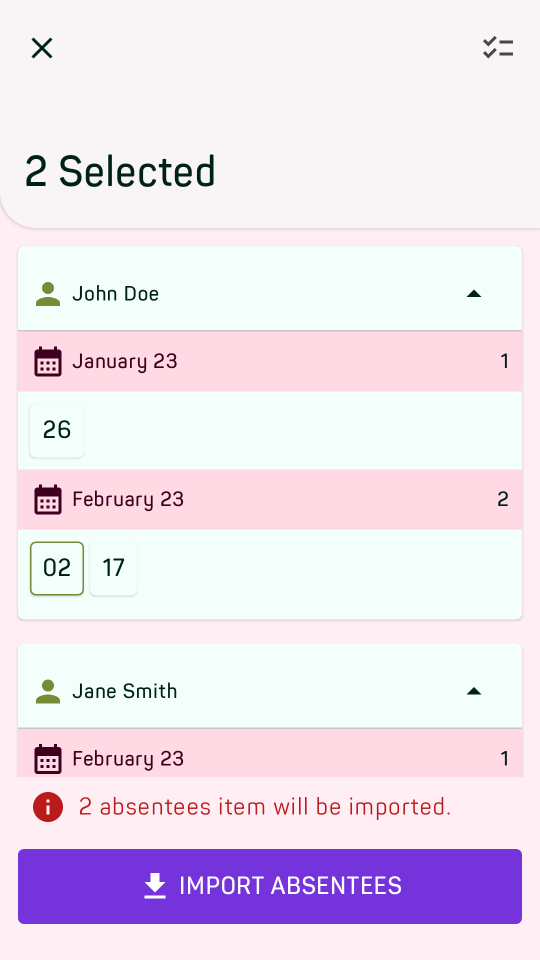 2 Selected
John Doe
January 23 1
26
February 23 2
02 17
Jane Smith
February 23 1
2 absentees item will be imported.
IMPORT ABSENTEES